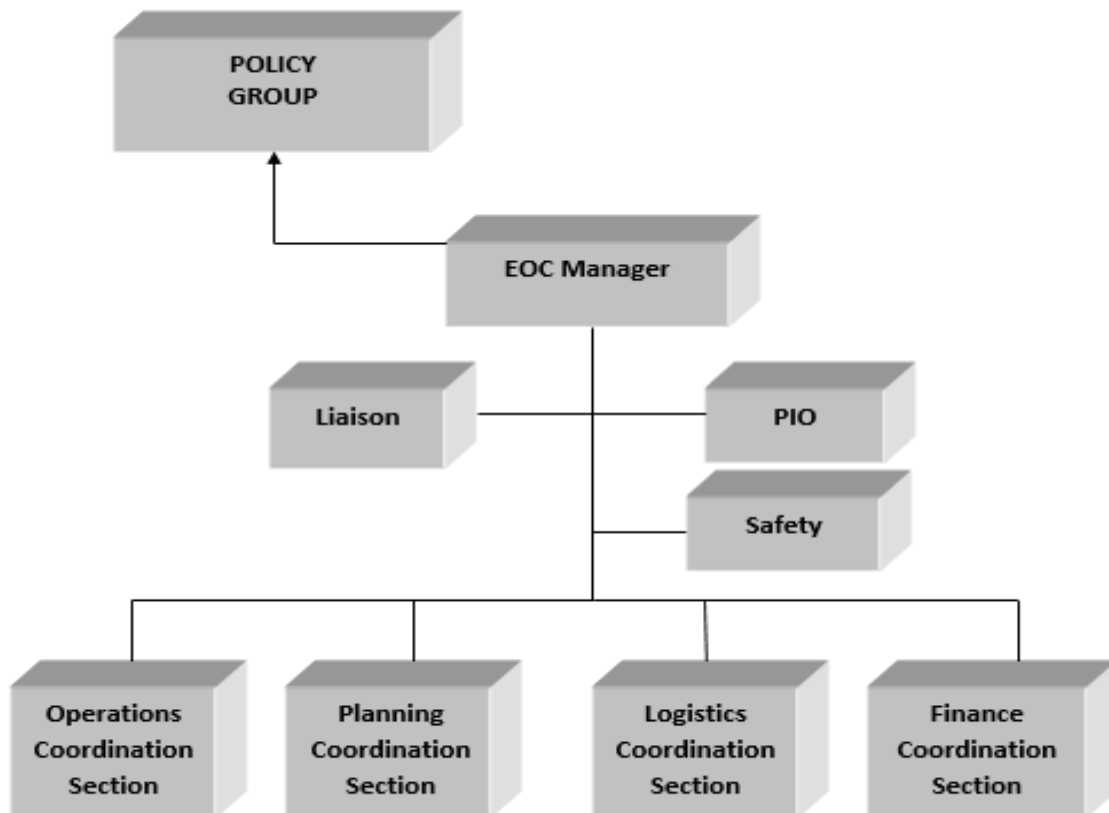 POLICY
GROUP
EOC Manager
Liaison
PIO
Safety
Operations
Coordination
Section
Planning
Coordination
Section
Logistics
Coordination
Section
Finance
Coordination
Section